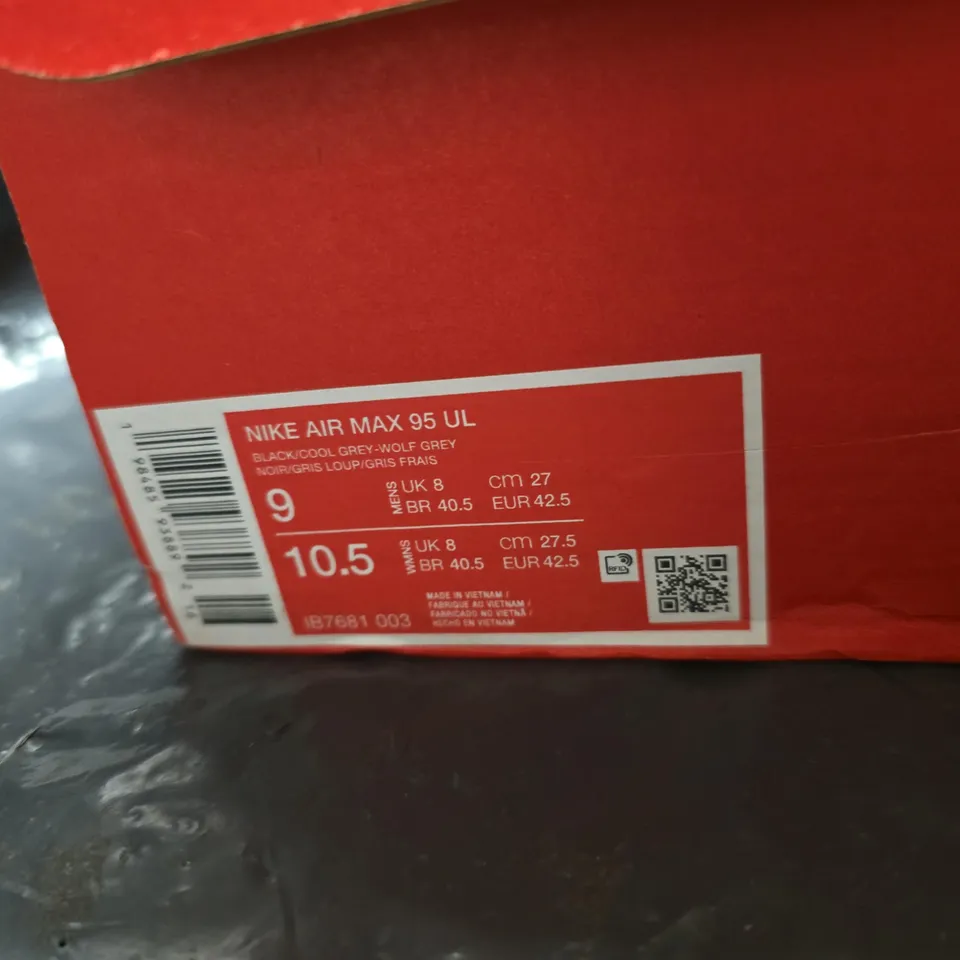 NIKE AIR MAX 95 UL
BLACK/COOL GREY-WOLF GREY
NOIR/GRIS LOUP/GRIS FRAIS
9
MENS
UK 8 cm 27
BR 40.5 EUR 42.5
10.5
WMNS
UK 8 cm 27.5
BR 40.5 EUR 42.5
RFID
IB7681 003
MADE IN VIETNAM /
FABRIQUE AU VIETNAM /
FABRICADO NO VIETNÃ /
HECHO EN VIETNAM